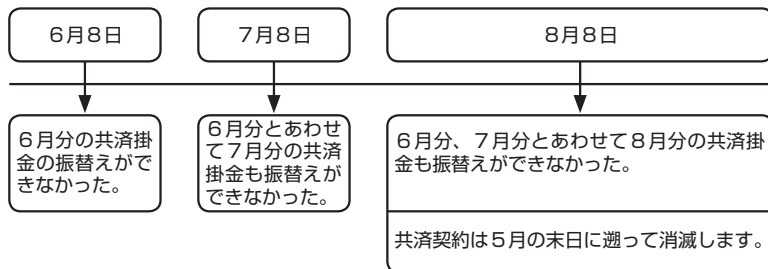 6月8日
7月8日
8月8日
6月分の共済掛
金の振替えがで
きなかった。
6月分とあわせ
て7月分の共済
掛金も振替えが
できなかった。
6月分、7月分とあわせて8月分の共済掛
金も振替えができなかった。
共済契約は5月の末日に遡って消滅します。